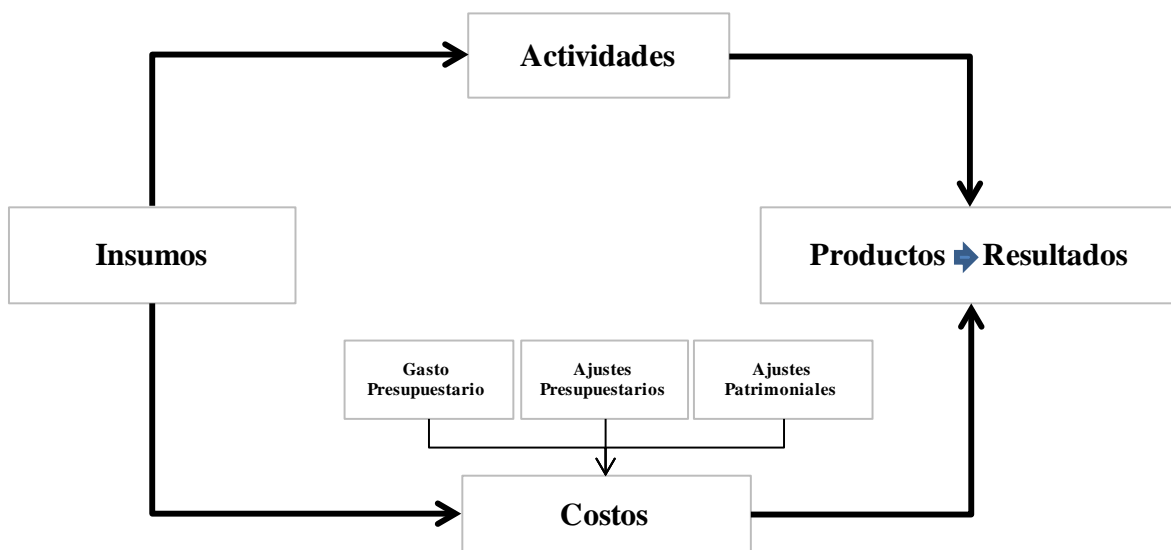 Actividades
Insumos
Productos Resultados
Gasto
Presupuestario
Ajustes
Presupuestarios
Ajustes
Patrimoniales
Costos